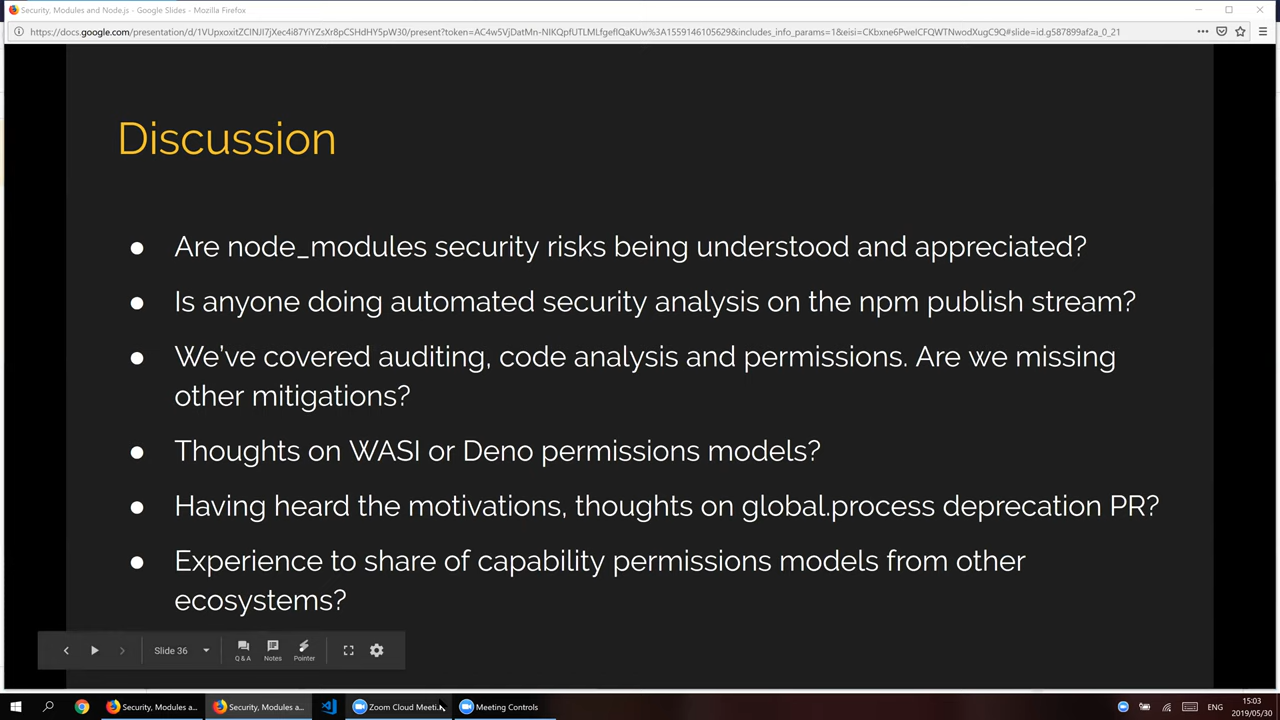 Security, Modules and Node.js - Google Slides - Mozilla Firefox
Discussion
● Are node_modules security risks being understood and appreciated?
● Is anyone doing automated security analysis on the npm publish stream?
● We've covered auditing, code analysis and permissions. Are we missing
other mitigations?
● Thoughts on WASI or Deno permissions models?
● Having heard the motivations, thoughts on global.process deprecation PR?
● Experience to share of capability permissions models from other
ecosystems?
Slide 36
Q & A
Notes
Pointer
Security, Modules a...
Security, Modules a...
Zoom Cloud Meeti...
Meeting Controls
ENG
15:03
2019/05/30